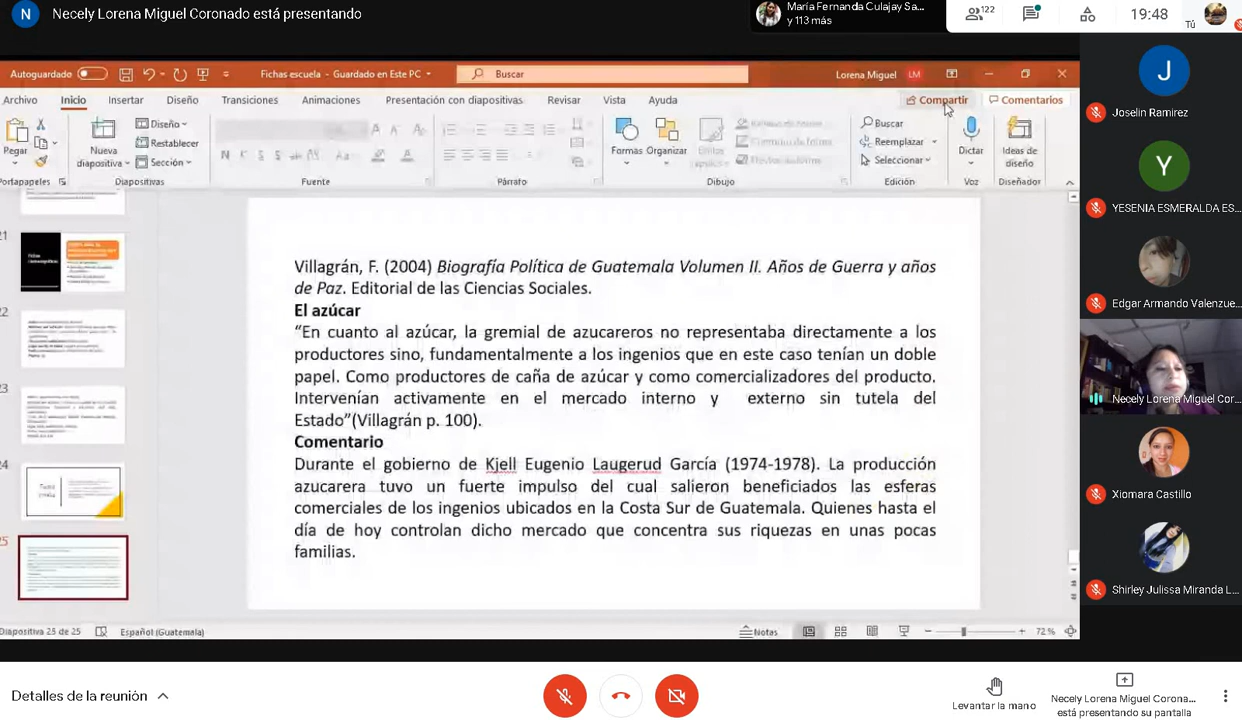 N Necely Lorena Miguel Coronado está presentando
María Fernanda Culajay Sa...
y 113 más
122
19:48
Tú
Autoguardado
Fichas escuela - Guardado en Este PC
Buscar
Lorena Miguel LM
Archivo Inicio Insertar Diseño Transiciones Animaciones Presentación con diapositivas Revisar Vista Ayuda Compartir Comentarios
Pegar
Nueva
diapositiva
Diseño
Restablecer
Sección
N K S
Formas
Organizar
Buscar
Reemplazar
Seleccionar
Dictar
Ideas de
diseño
Portapapeles Diapositivas Fuente Párrafo Dibujo Edición Voz Diseñador
21
22
23
24
25
Villagrán, F. (2004) Biografía Política de Guatemala Volumen II. Años de Guerra y años
de Paz. Editorial de las Ciencias Sociales.
El azúcar
“En cuanto al azúcar, la gremial de azucareros no representaba directamente a los
productores sino, fundamentalmente a los ingenios que en este caso tenían un doble
papel. Como productores de caña de azúcar y como comercializadores del producto.
Intervenían activamente en el mercado interno y externo sin tutela del
Estado”(Villagrán p. 100).
Comentario
Durante el gobierno de Kjell Eugenio Laugerud García (1974-1978). La producción
azucarera tuvo un fuerte impulso del cual salieron beneficiados las esferas
comerciales de los ingenios ubicados en la Costa Sur de Guatemala. Quienes hasta el
día de hoy controlan dicho mercado que concentra sus riquezas en unas pocas
familias.
Diapositiva 25 de 25 Español (Guatemala) Notas 72 %
J
Joselin Ramirez
Y
YESENIA ESMERALDA ES...
Edgar Armando Valenzue...
Necely Lorena Miguel Cor...
Xiomara Castillo
Shirley Julissa Miranda L...
Detalles de la reunión
Levantar la mano
Necely Lorena Miguel Corona...
está presentando su pantalla